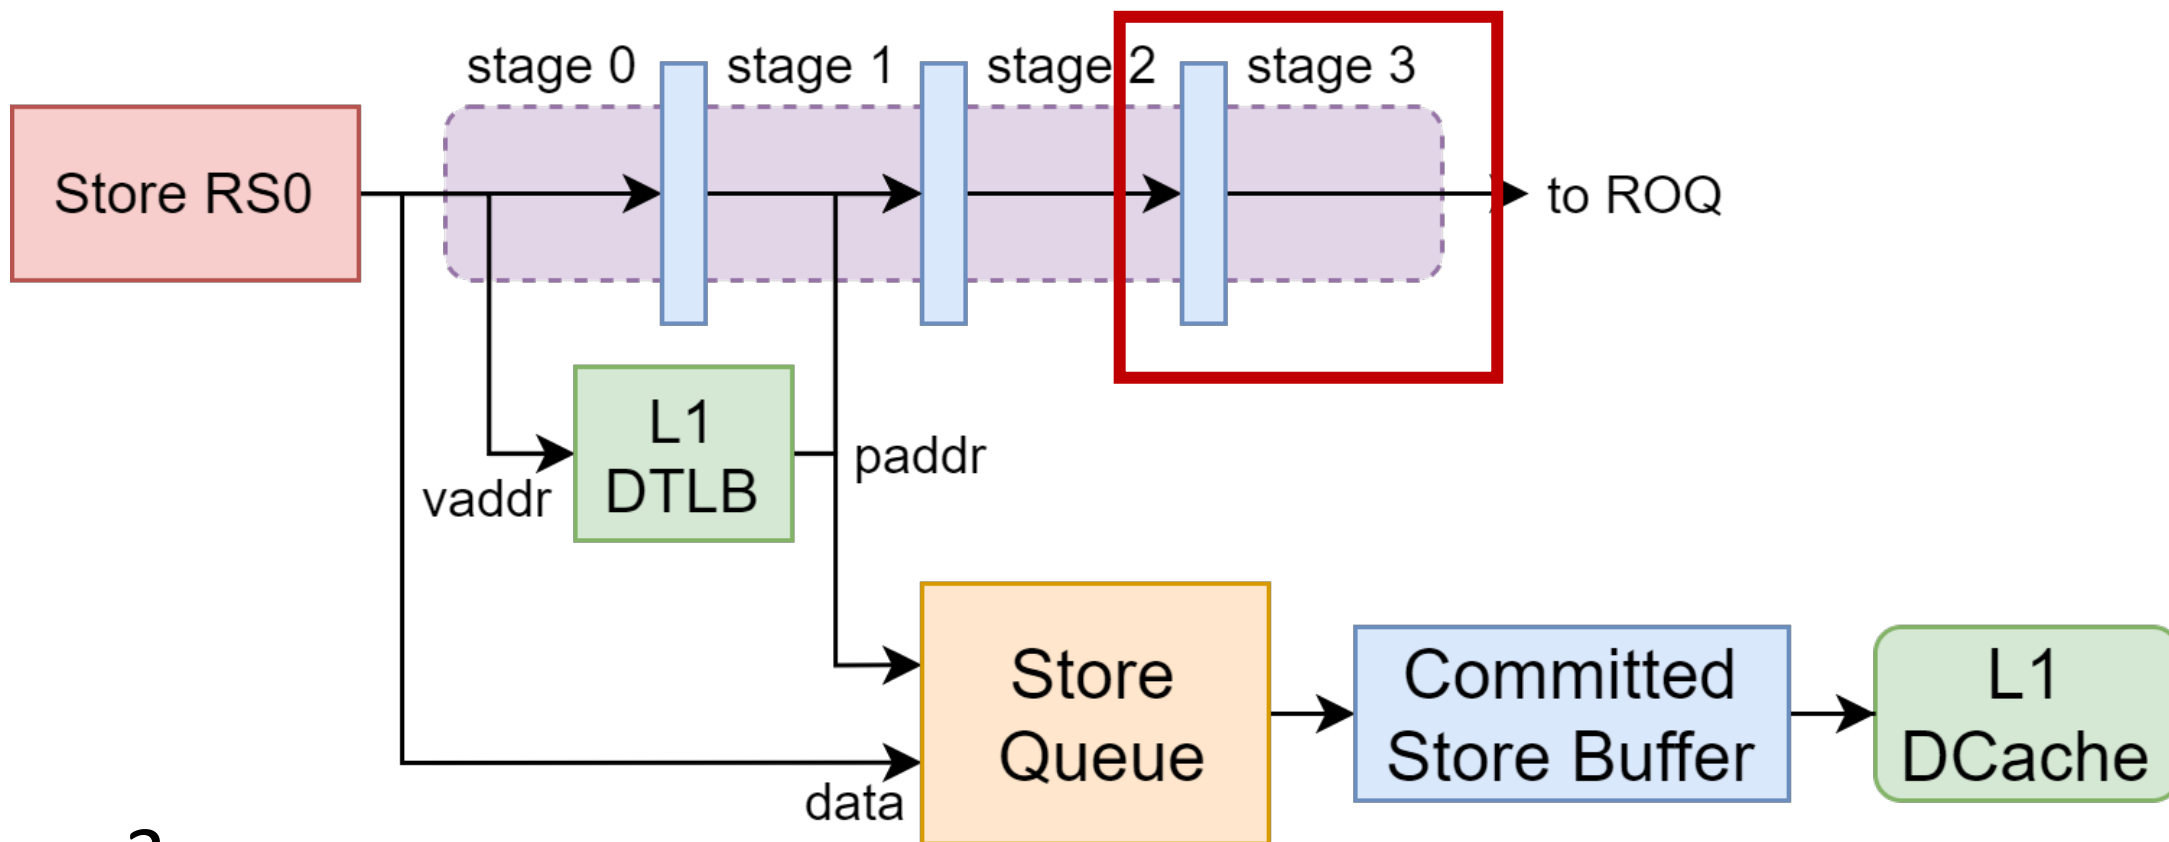 stage 0
stage 1
stage 2
stage 3
Store RS0
to ROQ
L1
DTLB
vaddr
paddr
Store
Queue
Committed
Store Buffer
L1
DCache
data